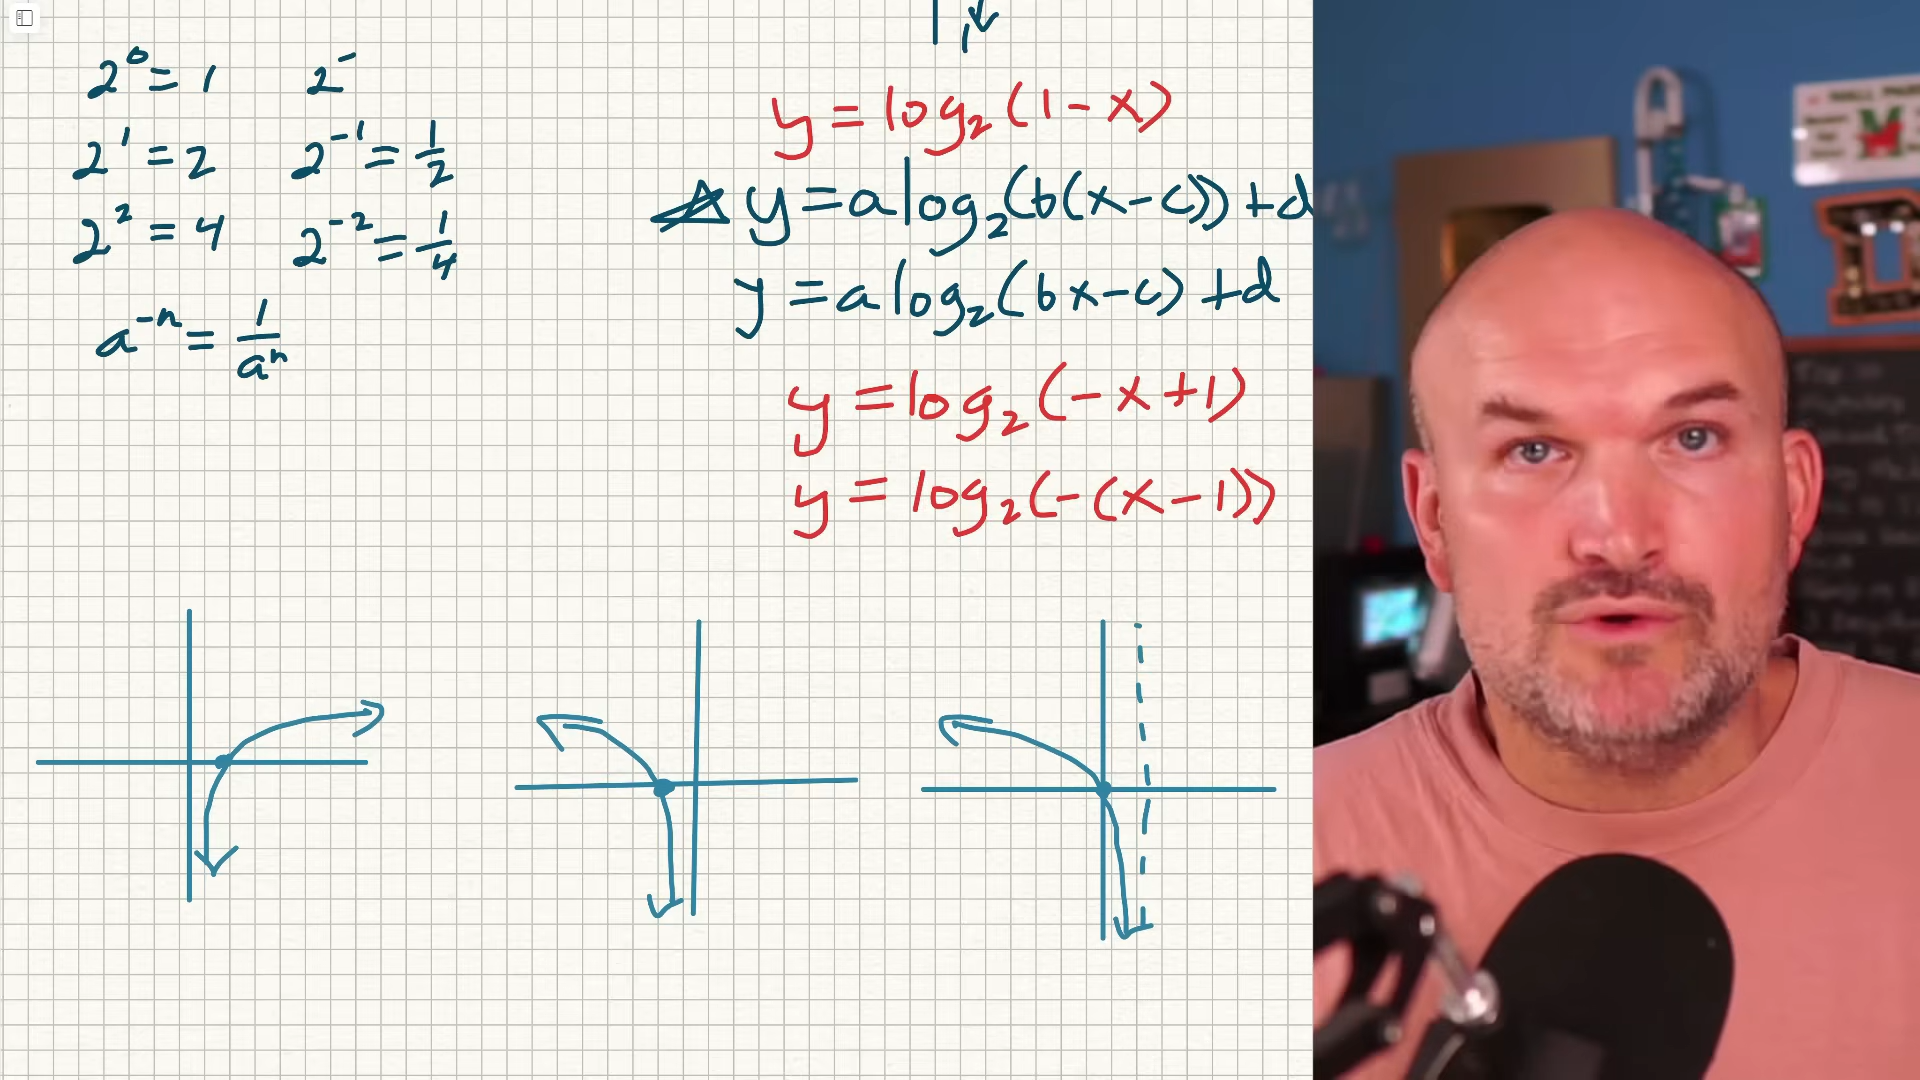 2⁰ = 1
2⁻
2¹ = 2
2⁻¹ = 1/2
2² = 4
2⁻² = 1/4
a⁻ⁿ = 1/aⁿ
y = log₂(1 - x)
y = a log₂(b(x - c)) + d
y = a log₂(bx - c) + d
y = log₂(-x + 1)
y = log₂(-(x - 1))